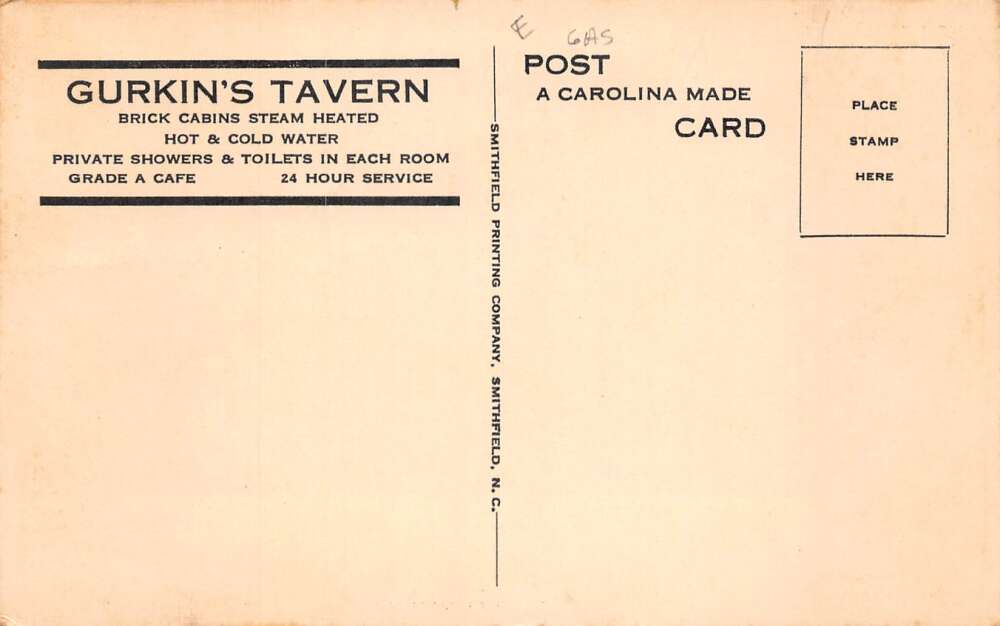 GURKIN'S TAVERN
BRICK CABINS STEAM HEATED
HOT & COLD WATER
PRIVATE SHOWERS & TOILETS IN EACH ROOM
GRADE A CAFE 24 HOUR SERVICE
SMITHFIELD PRINTING COMPANY, SMITHFIELD, N. C.
E
GAS
POST
A CAROLINA MADE
CARD
PLACE
STAMP
HERE